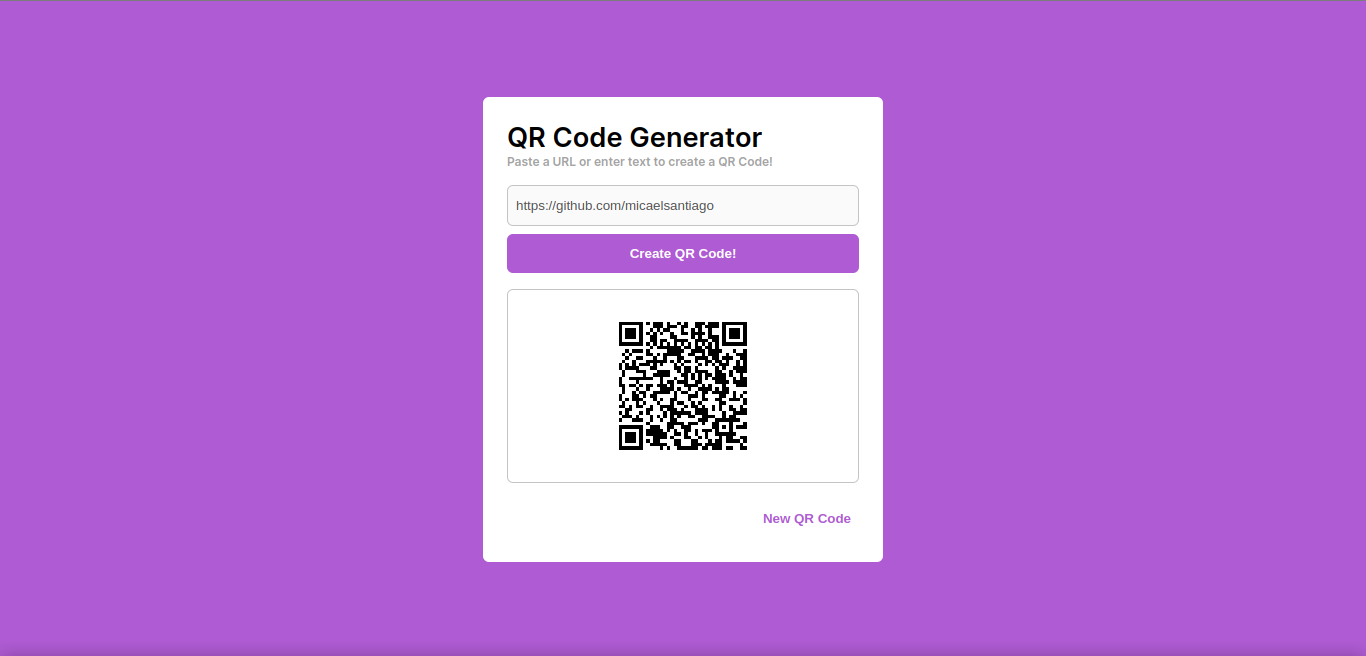 QR Code Generator
Paste a URL or enter text to create a QR Code!
https://github.com/micaelsantiago
Create QR Code!
New QR Code